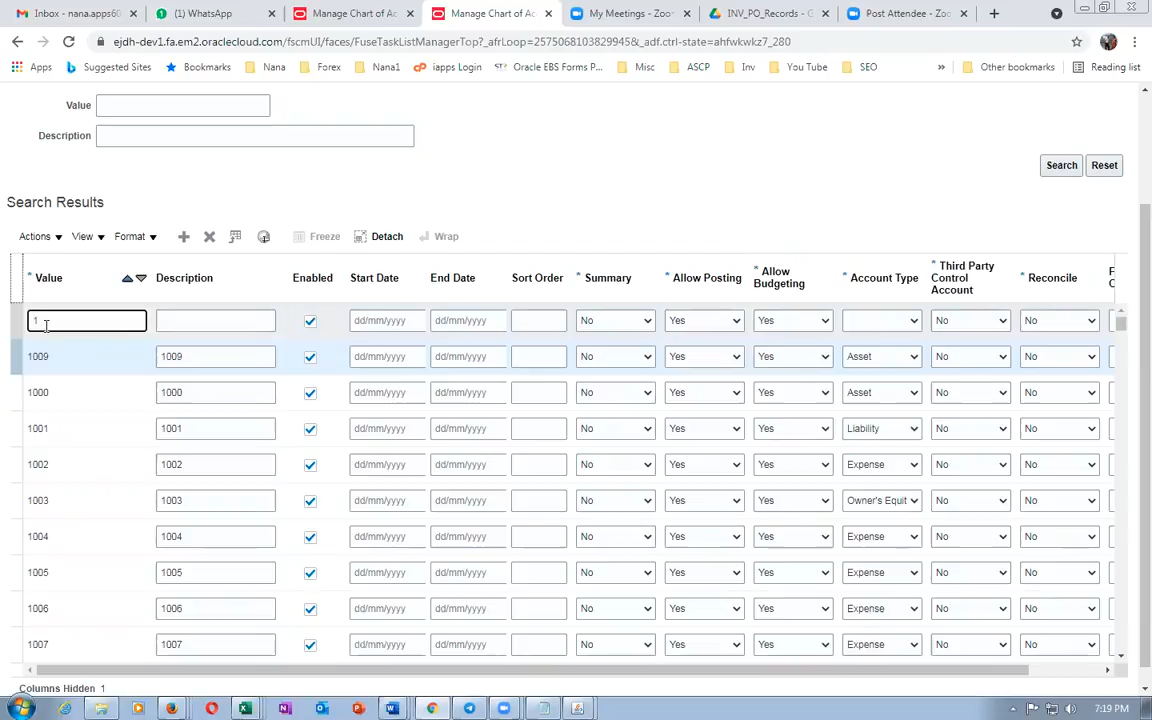 Inbox - nana.apps60 (1) WhatsApp Manage Chart of Ac Manage Chart of Ac My Meetings - Zoo INV_PO_Records - G Post Attendee - Zoo
ejdh-dev1.fa.em2.oraclecloud.com/fscmUI/faces/FuseTaskListManagerTop?_afrLoop=2575068103829945&_adf.ctrl-state=ahfwkwkz7_280
Apps Suggested Sites Bookmarks Nana Forex Nana1 iapps Login Oracle EBS Forms P... Misc ASCP Inv You Tube SEO » Other bookmarks Reading list
Value
Description
Search Reset
Search Results
Actions View Format Freeze Detach Wrap
* Value Description Enabled Start Date End Date Sort Order * Summary * Allow Posting * Allow Budgeting * Account Type * Third Party Control Account * Reconcile F C
1 dd/mm/yyyy dd/mm/yyyy No Yes Yes No No
1009 1009 dd/mm/yyyy dd/mm/yyyy No Yes Yes Asset No No
1000 1000 dd/mm/yyyy dd/mm/yyyy No Yes Yes Asset No No
1001 1001 dd/mm/yyyy dd/mm/yyyy No Yes Yes Liability No No
1002 1002 dd/mm/yyyy dd/mm/yyyy No Yes Yes Expense No No
1003 1003 dd/mm/yyyy dd/mm/yyyy No Yes Yes Owner's Equit No No
1004 1004 dd/mm/yyyy dd/mm/yyyy No Yes Yes Expense No No
1005 1005 dd/mm/yyyy dd/mm/yyyy No Yes Yes Expense No No
1006 1006 dd/mm/yyyy dd/mm/yyyy No Yes Yes Expense No No
1007 1007 dd/mm/yyyy dd/mm/yyyy No Yes Yes Expense No No
Columns Hidden 1
7:19 PM